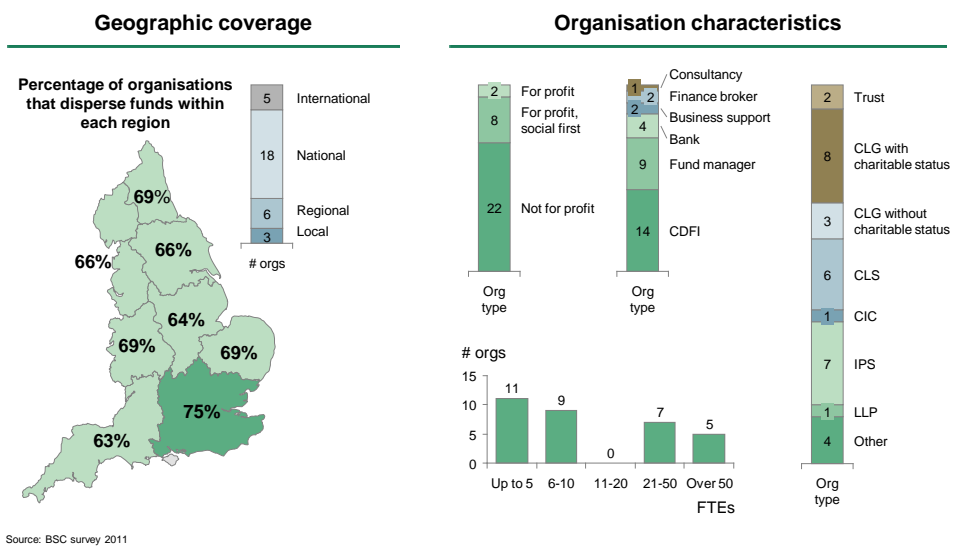 Geographic coverage
Organisation characteristics
Percentage of organisations
that disperse funds within
each region
69%
66%
66%
64%
69%
69%
75%
63%
5
International
18
National
6
Regional
3
Local
# orgs
2
For profit
8
For profit,
social first
22
Not for profit
Org
type
1
Consultancy
2
Finance broker
2
Business support
4
Bank
9
Fund manager
14
CDFI
Org
type
2
Trust
8
CLG with
charitable status
3
CLG without
charitable status
6
CLS
1
CIC
7
IPS
1
LLP
4
Other
Org
type
# orgs
15
10
5
0
11
9
0
7
5
Up to 5
6-10
11-20
21-50
Over 50
FTEs
Source: BSC survey 2011